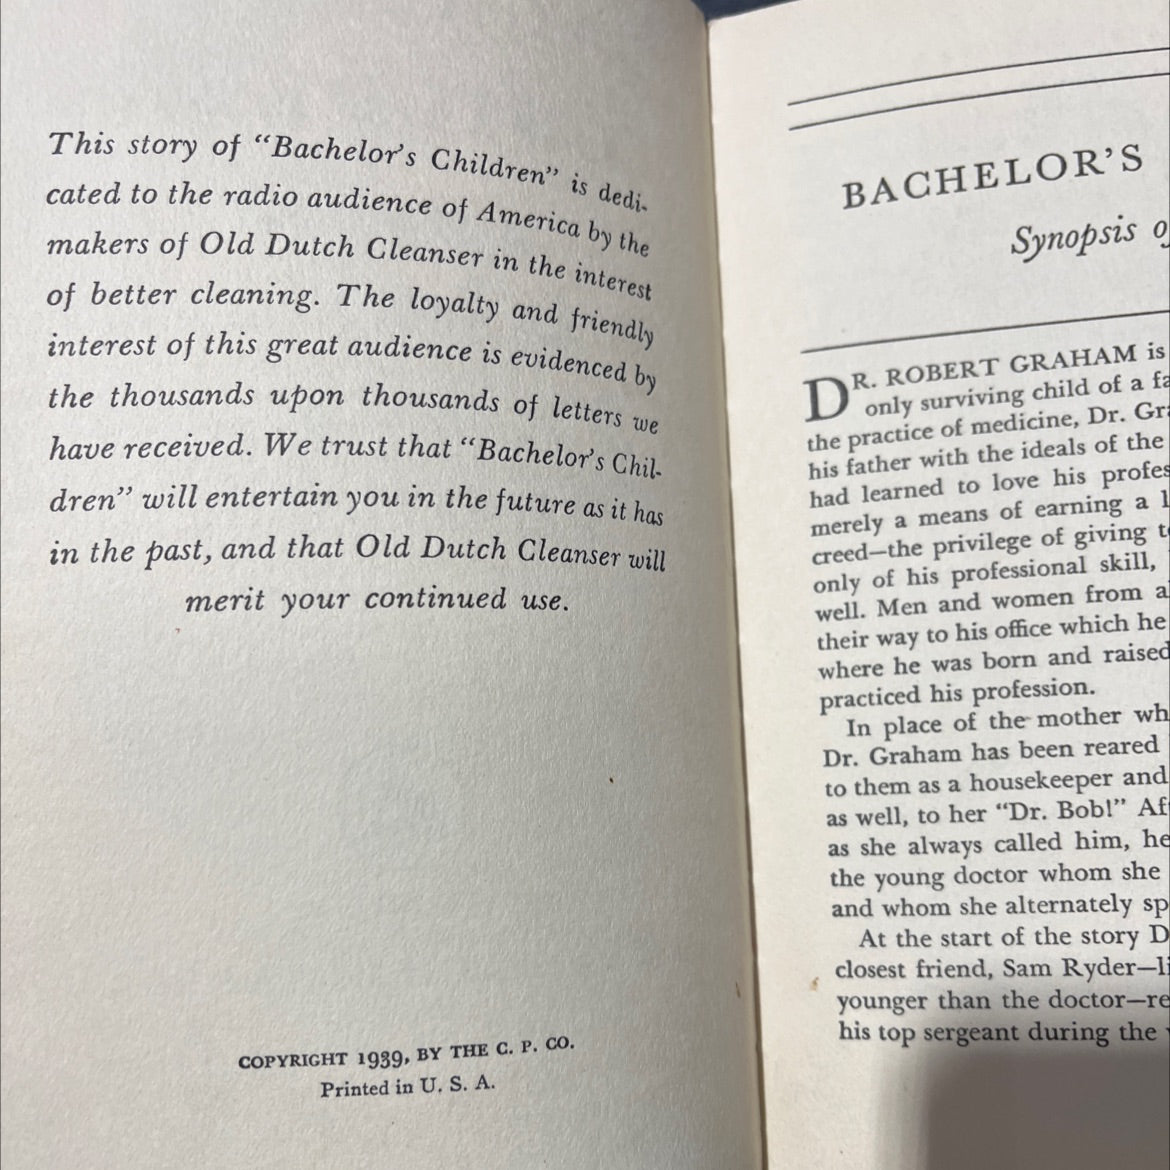 This story of “Bachelor’s Children” is dedi-
cated to the radio audience of America by the
makers of Old Dutch Cleanser in the interest
of better cleaning. The loyalty and friendly
interest of this great audience is evidenced by
the thousands upon thousands of letters we
have received. We trust that “Bachelor’s Chil-
dren” will entertain you in the future as it has
in the past, and that Old Dutch Cleanser will
merit your continued use.
COPYRIGHT 1939, BY THE C. P. CO.
Printed in U. S. A.
BACHELOR’S
Synopsis
DR. ROBERT GRAHAM is
only surviving child of a
the practice of medicine, Dr.
his father with the ideals of the
had learned to love his
merely a means of earning a
creed—the privilege of giving
only of his professional skill,
well. Men and women from
their way to his office which he
where he was born and raised
practiced his profession.
In place of the mother
Dr. Graham has been reared
to them as a housekeeper and
as well, to her “Dr. Bob!”
as she always called him,
the young doctor whom she
and whom she alternately
At the start of the story
closest friend, Sam Ryder—
younger than the doctor—
his top sergeant during the